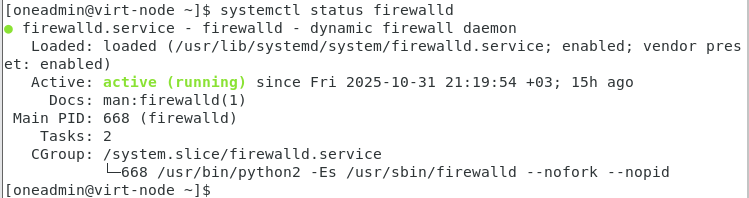 [oneadmin@virt-node ~]$ systemctl status firewalld
● firewalld.service - firewalld - dynamic firewall daemon
   Loaded: loaded (/usr/lib/systemd/system/firewalld.service; enabled; vendor pres
et: enabled)
   Active: active (running) since Fri 2025-10-31 21:19:54 +03; 15h ago
     Docs: man:firewalld(1)
 Main PID: 668 (firewalld)
    Tasks: 2
   CGroup: /system.slice/firewalld.service
           └─668 /usr/bin/python2 -Es /usr/sbin/firewalld --nofork --nopid
[oneadmin@virt-node ~]$